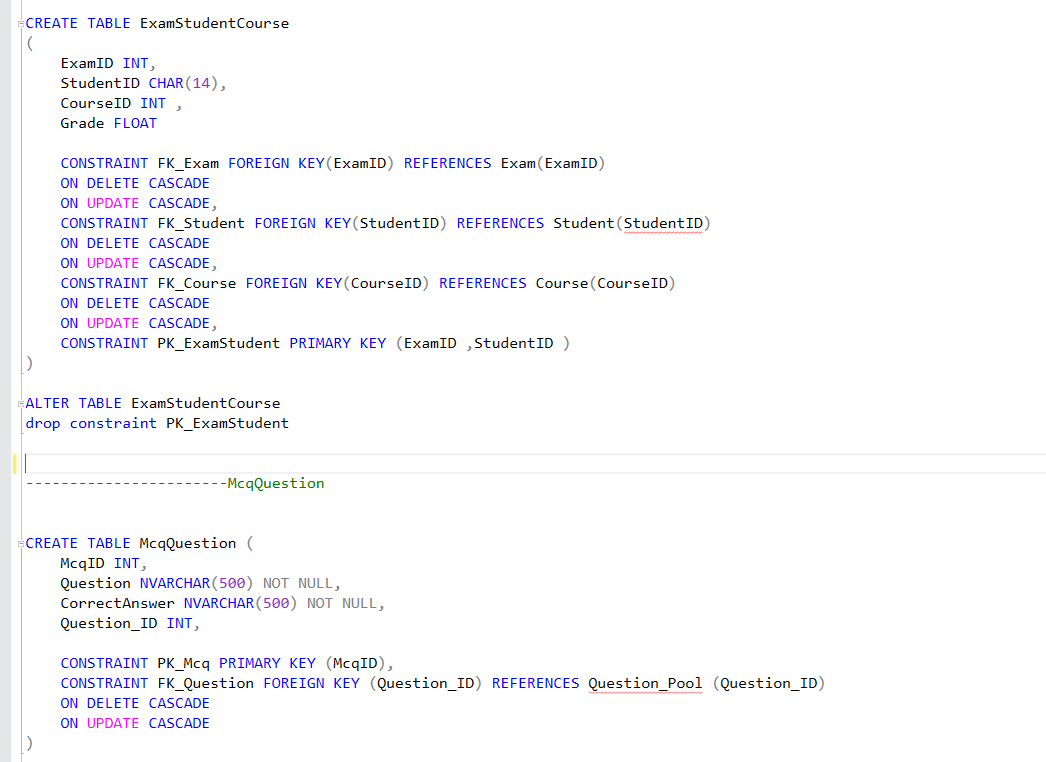 CREATE TABLE ExamStudentCourse
(
    ExamID INT,
    StudentID CHAR(14),
    CourseID INT ,
    Grade FLOAT
    CONSTRAINT FK_Exam FOREIGN KEY(ExamID) REFERENCES Exam(ExamID)
    ON DELETE CASCADE
    ON UPDATE CASCADE,
    CONSTRAINT FK_Student FOREIGN KEY(StudentID) REFERENCES Student(StudentID)
    ON DELETE CASCADE
    ON UPDATE CASCADE,
    CONSTRAINT FK_Course FOREIGN KEY(CourseID) REFERENCES Course(CourseID)
    ON DELETE CASCADE
    ON UPDATE CASCADE,
    CONSTRAINT PK_ExamStudent PRIMARY KEY (ExamID ,StudentID )
)
ALTER TABLE ExamStudentCourse
drop constraint PK_ExamStudent
-----------------------McqQuestion
CREATE TABLE McqQuestion (
    McqID INT,
    Question NVARCHAR(500) NOT NULL,
    CorrectAnswer NVARCHAR(500) NOT NULL,
    Question_ID INT,
    CONSTRAINT PK_Mcq PRIMARY KEY (McqID),
    CONSTRAINT FK_Question FOREIGN KEY (Question_ID) REFERENCES Question_Pool (Question_ID)
    ON DELETE CASCADE
    ON UPDATE CASCADE
)